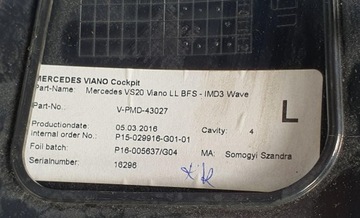 MERCEDES VIANO Cockpit
Part-Name: Mercedes VS20 Viano LL BFS - IMD3 Wave
Part-No.: V-PMD-43027
L
Productiondate: 05.03.2016 Cavity: 4
Internal order No.: P15-029916-G01-01
Foil batch: P16-005637/G04 MA: Somogyi Szandra
Serialnumber: 16296